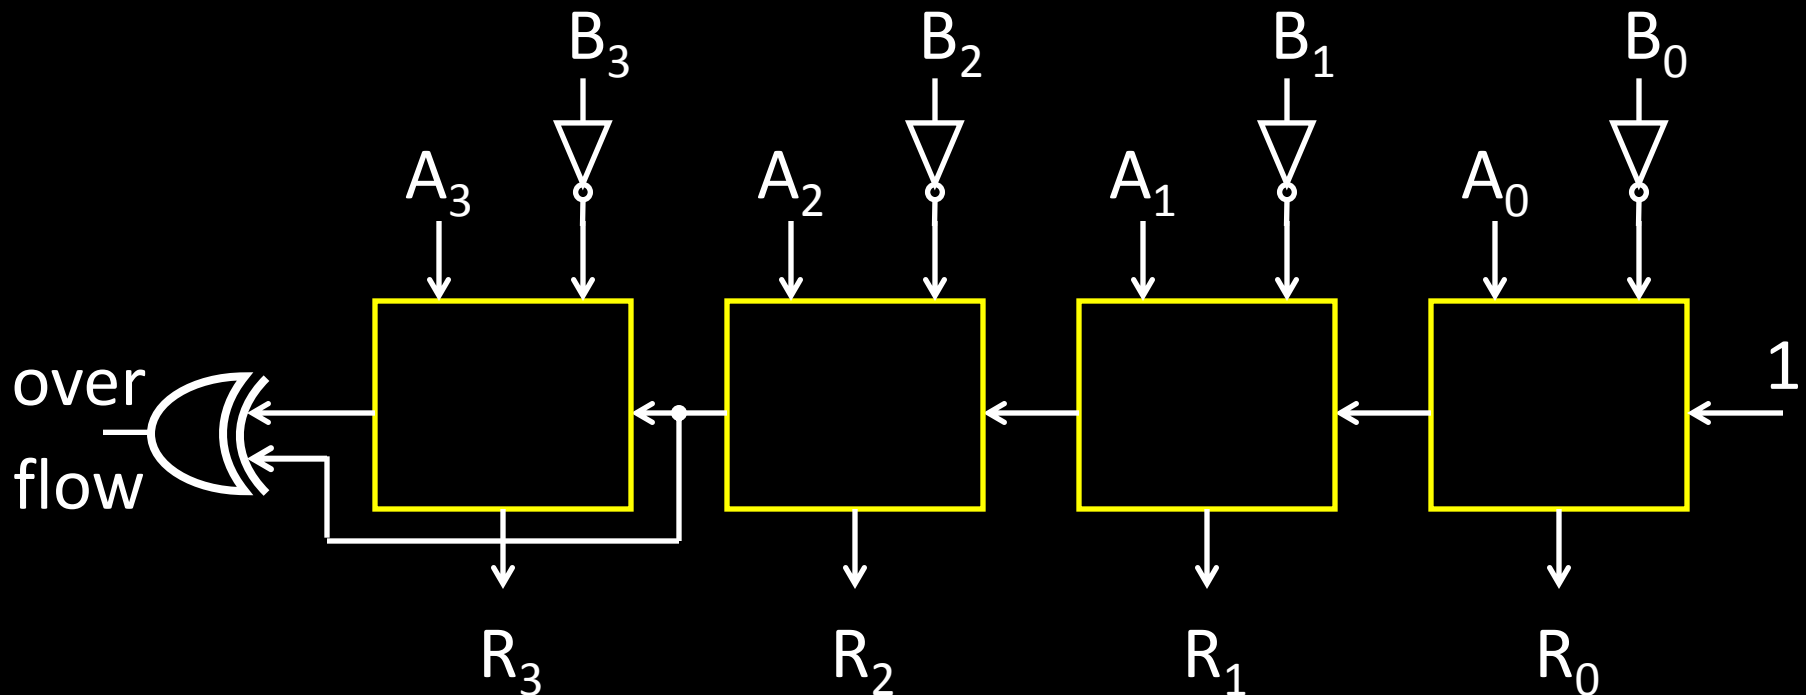 B₃ B₂ B₁ B₀
A₃ A₂ A₁ A₀
1
over
flow
R₃ R₂ R₁ R₀